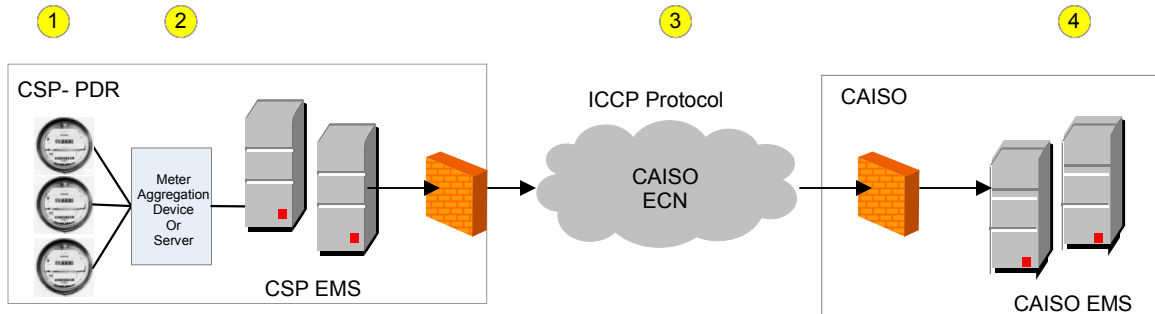 1
2
3
4
CSP- PDR
ICCP Protocol
CAISO
Meter
Aggregation
Device
Or
Server
CAISO
ECN
CSP EMS
CAISO EMS